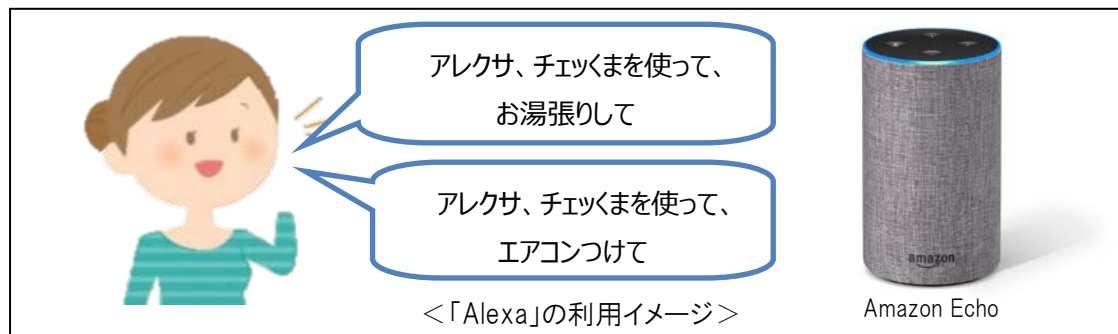 アレクサ、チェッくまを使って、
お湯張りして
アレクサ、チェッくまを使って、
エアコンつけて
amazon
＜「Alexa」の利用イメージ＞
Amazon Echo